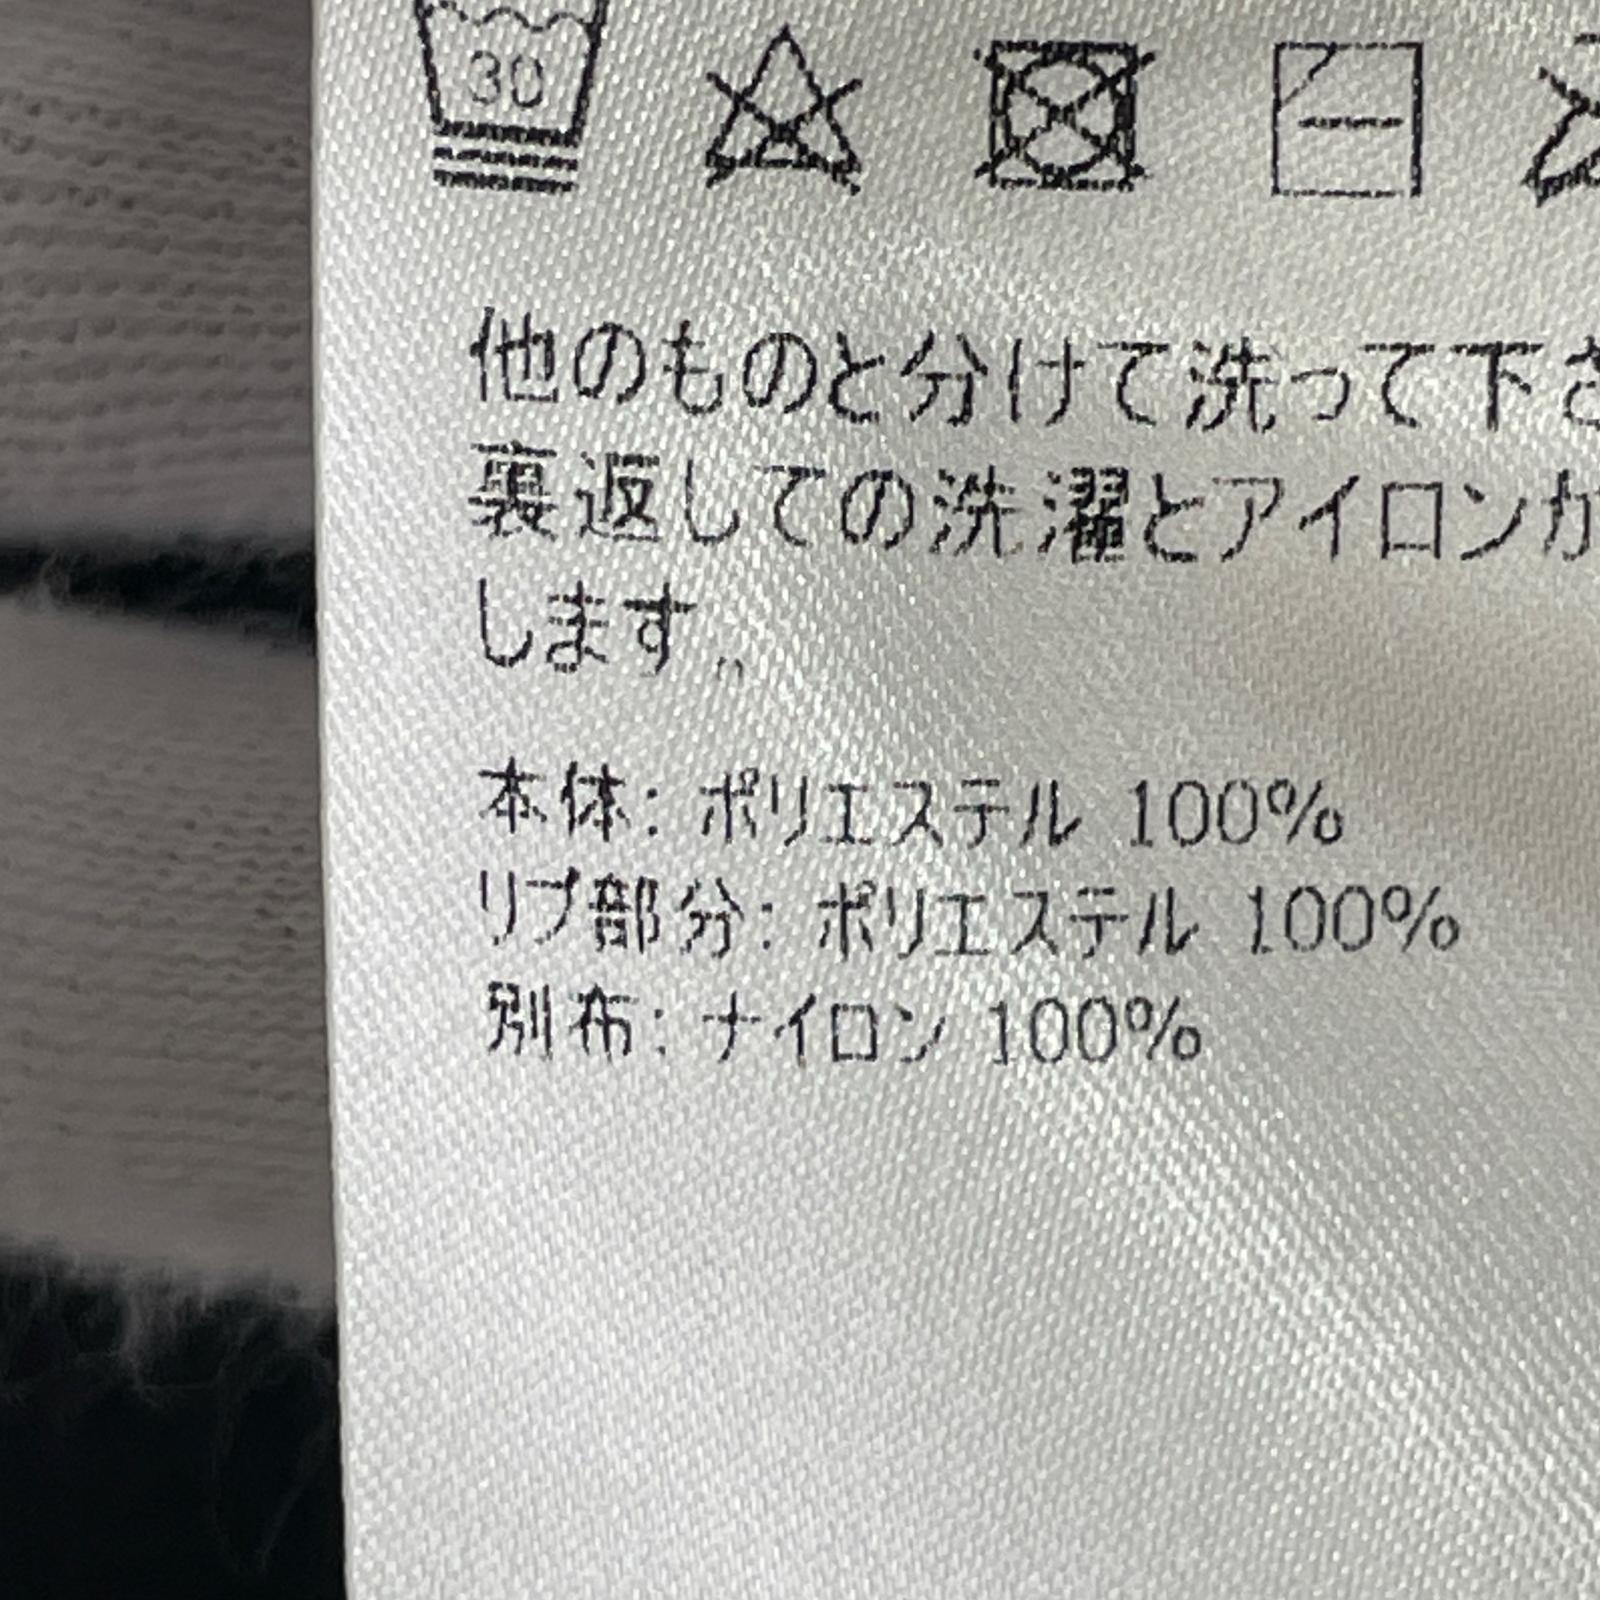 30
他のものと分けて洗って下さ
裏返しての洗濯とアイロンか
します。
本体: ポリエステル 100%
リブ部分: ポリエステル 100%
別布: ナイロン 100%